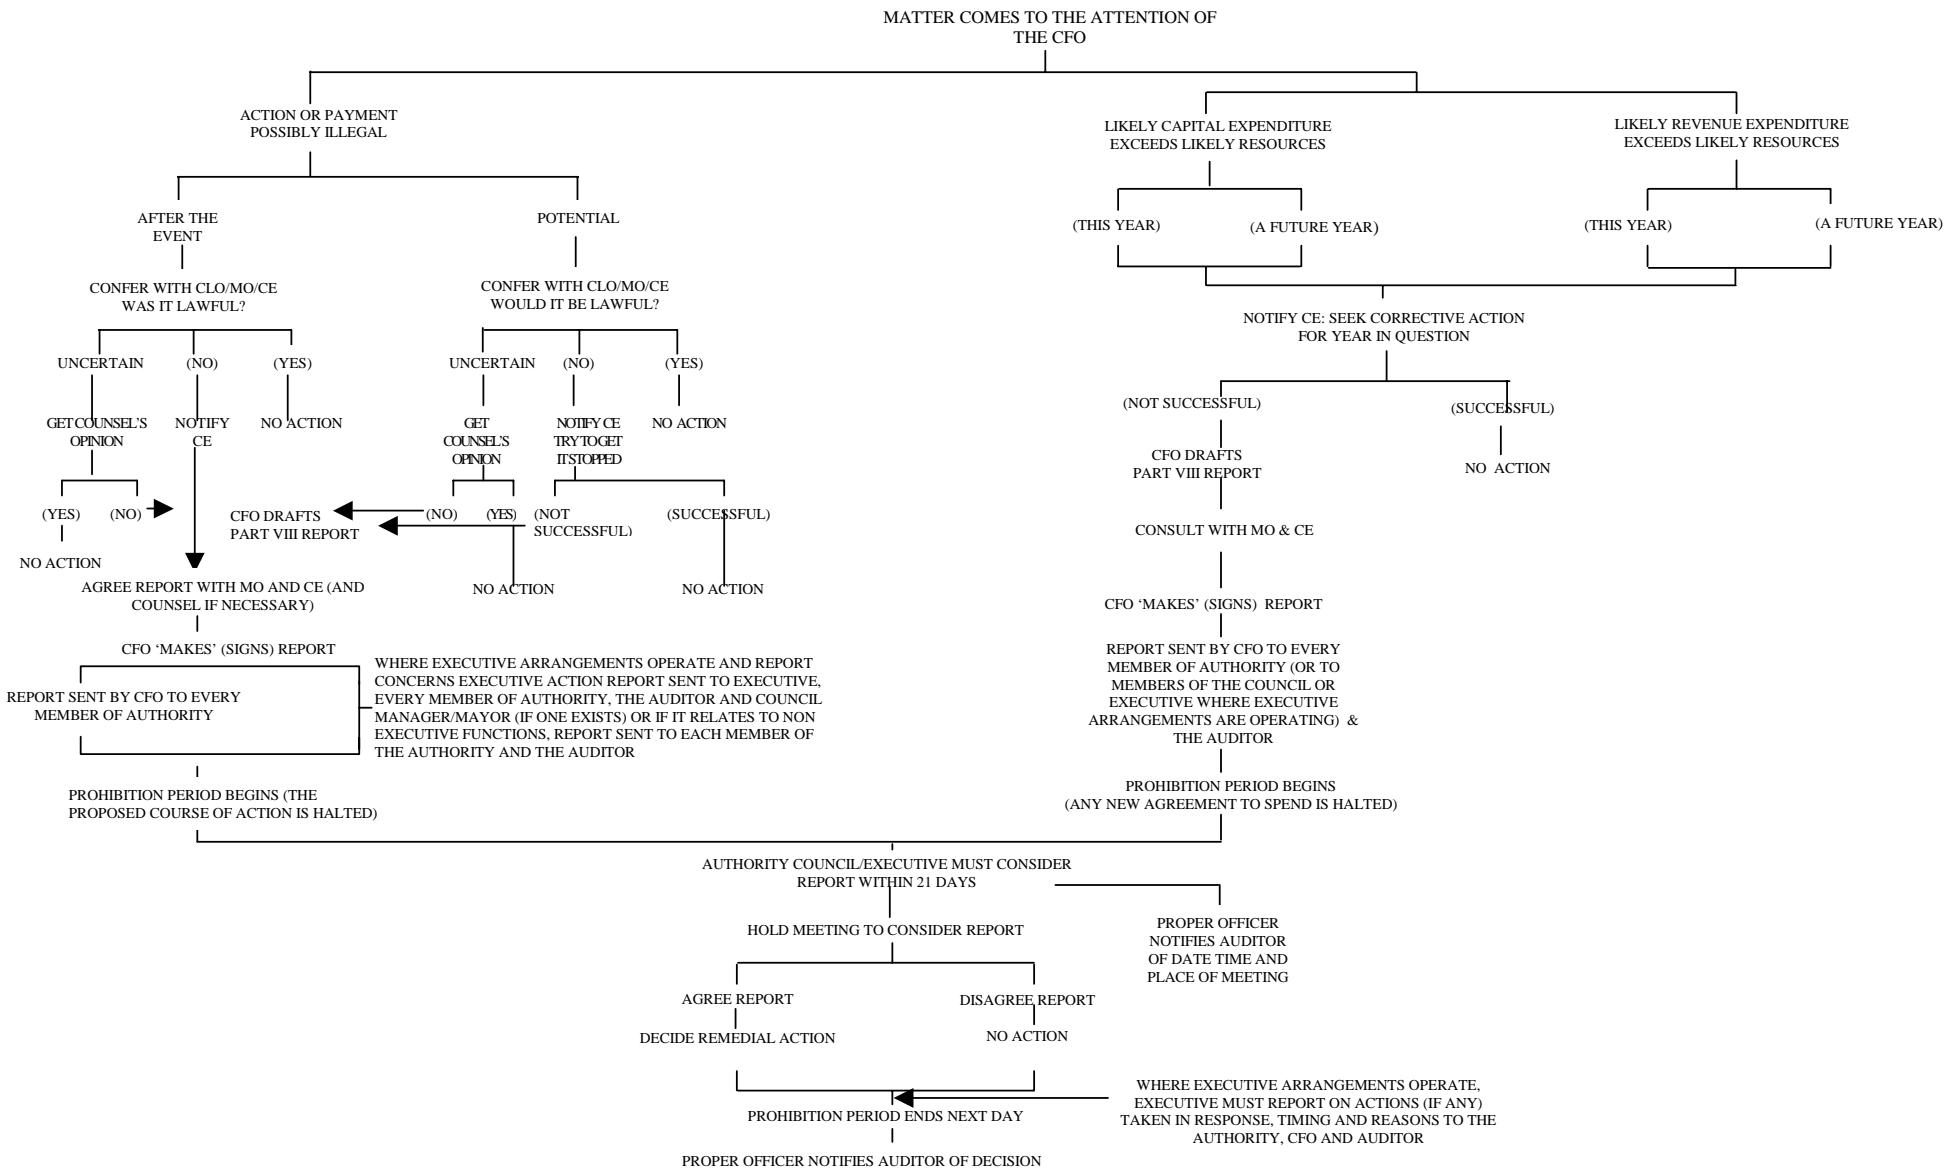 MATTER COMES TO THE ATTENTION OF
THE CFO
ACTION OR PAYMENT
POSSIBLY ILLEGAL
LIKELY CAPITAL EXPENDITURE
EXCEEDS LIKELY RESOURCES
LIKELY REVENUE EXPENDITURE
EXCEEDS LIKELY RESOURCES
AFTER THE
EVENT
POTENTIAL
(THIS YEAR)
(A FUTURE YEAR)
(THIS YEAR)
(A FUTURE YEAR)
CONFER WITH CLO/MO/CE
WAS IT LAWFUL?
CONFER WITH CLO/MO/CE
WOULD IT BE LAWFUL?
NOTIFY CE: SEEK CORRECTIVE ACTION
FOR YEAR IN QUESTION
UNCERTAIN
(NO)
(YES)
UNCERTAIN
(NO)
(YES)
(NOT SUCCESSFUL)
(SUCCESSFUL)
GET COUNSEL'S
OPINION
NOTIFY
CE
NO ACTION
GET
COUNSEL'S
OPINION
NOTIFY CE
TRY TO GET
IT STOPPED
NO ACTION
CFO DRAFTS
PART VIII REPORT
NO ACTION
(YES)
(NO)
CFO DRAFTS
PART VIII REPORT
(NO)
(YES)
(NOT
SUCCESSFUL)
(SUCCESSFUL)
CONSULT WITH MO & CE
NO ACTION
NO ACTION
NO ACTION
AGREE REPORT WITH MO AND CE (AND
COUNSEL IF NECESSARY)
CFO ‘MAKES’ (SIGNS) REPORT
CFO ‘MAKES’ (SIGNS) REPORT
REPORT SENT BY CFO TO EVERY
MEMBER OF AUTHORITY
WHERE EXECUTIVE ARRANGEMENTS OPERATE AND REPORT
CONCERNS EXECUTIVE ACTION REPORT SENT TO EXECUTIVE,
EVERY MEMBER OF AUTHORITY, THE AUDITOR AND COUNCIL
MANAGER/MAYOR (IF ONE EXISTS) OR IF IT RELATES TO NON
EXECUTIVE FUNCTIONS, REPORT SENT TO EACH MEMBER OF
THE AUTHORITY AND THE AUDITOR
REPORT SENT BY CFO TO EVERY
MEMBER OF AUTHORITY (OR TO
MEMBERS OF THE COUNCIL OR
EXECUTIVE WHERE EXECUTIVE
ARRANGEMENTS ARE OPERATING) &
THE AUDITOR
PROHIBITION PERIOD BEGINS (THE
PROPOSED COURSE OF ACTION IS HALTED)
PROHIBITION PERIOD BEGINS
(ANY NEW AGREEMENT TO SPEND IS HALTED)
AUTHORITY COUNCIL/EXECUTIVE MUST CONSIDER
REPORT WITHIN 21 DAYS
HOLD MEETING TO CONSIDER REPORT
PROPER OFFICER
NOTIFIES AUDITOR
OF DATE TIME AND
PLACE OF MEETING
AGREE REPORT
DISAGREE REPORT
DECIDE REMEDIAL ACTION
NO ACTION
WHERE EXECUTIVE ARRANGEMENTS OPERATE,
EXECUTIVE MUST REPORT ON ACTIONS (IF ANY)
TAKEN IN RESPONSE, TIMING AND REASONS TO THE
AUTHORITY, CFO AND AUDITOR
PROHIBITION PERIOD ENDS NEXT DAY
PROPER OFFICER NOTIFIES AUDITOR OF DECISION